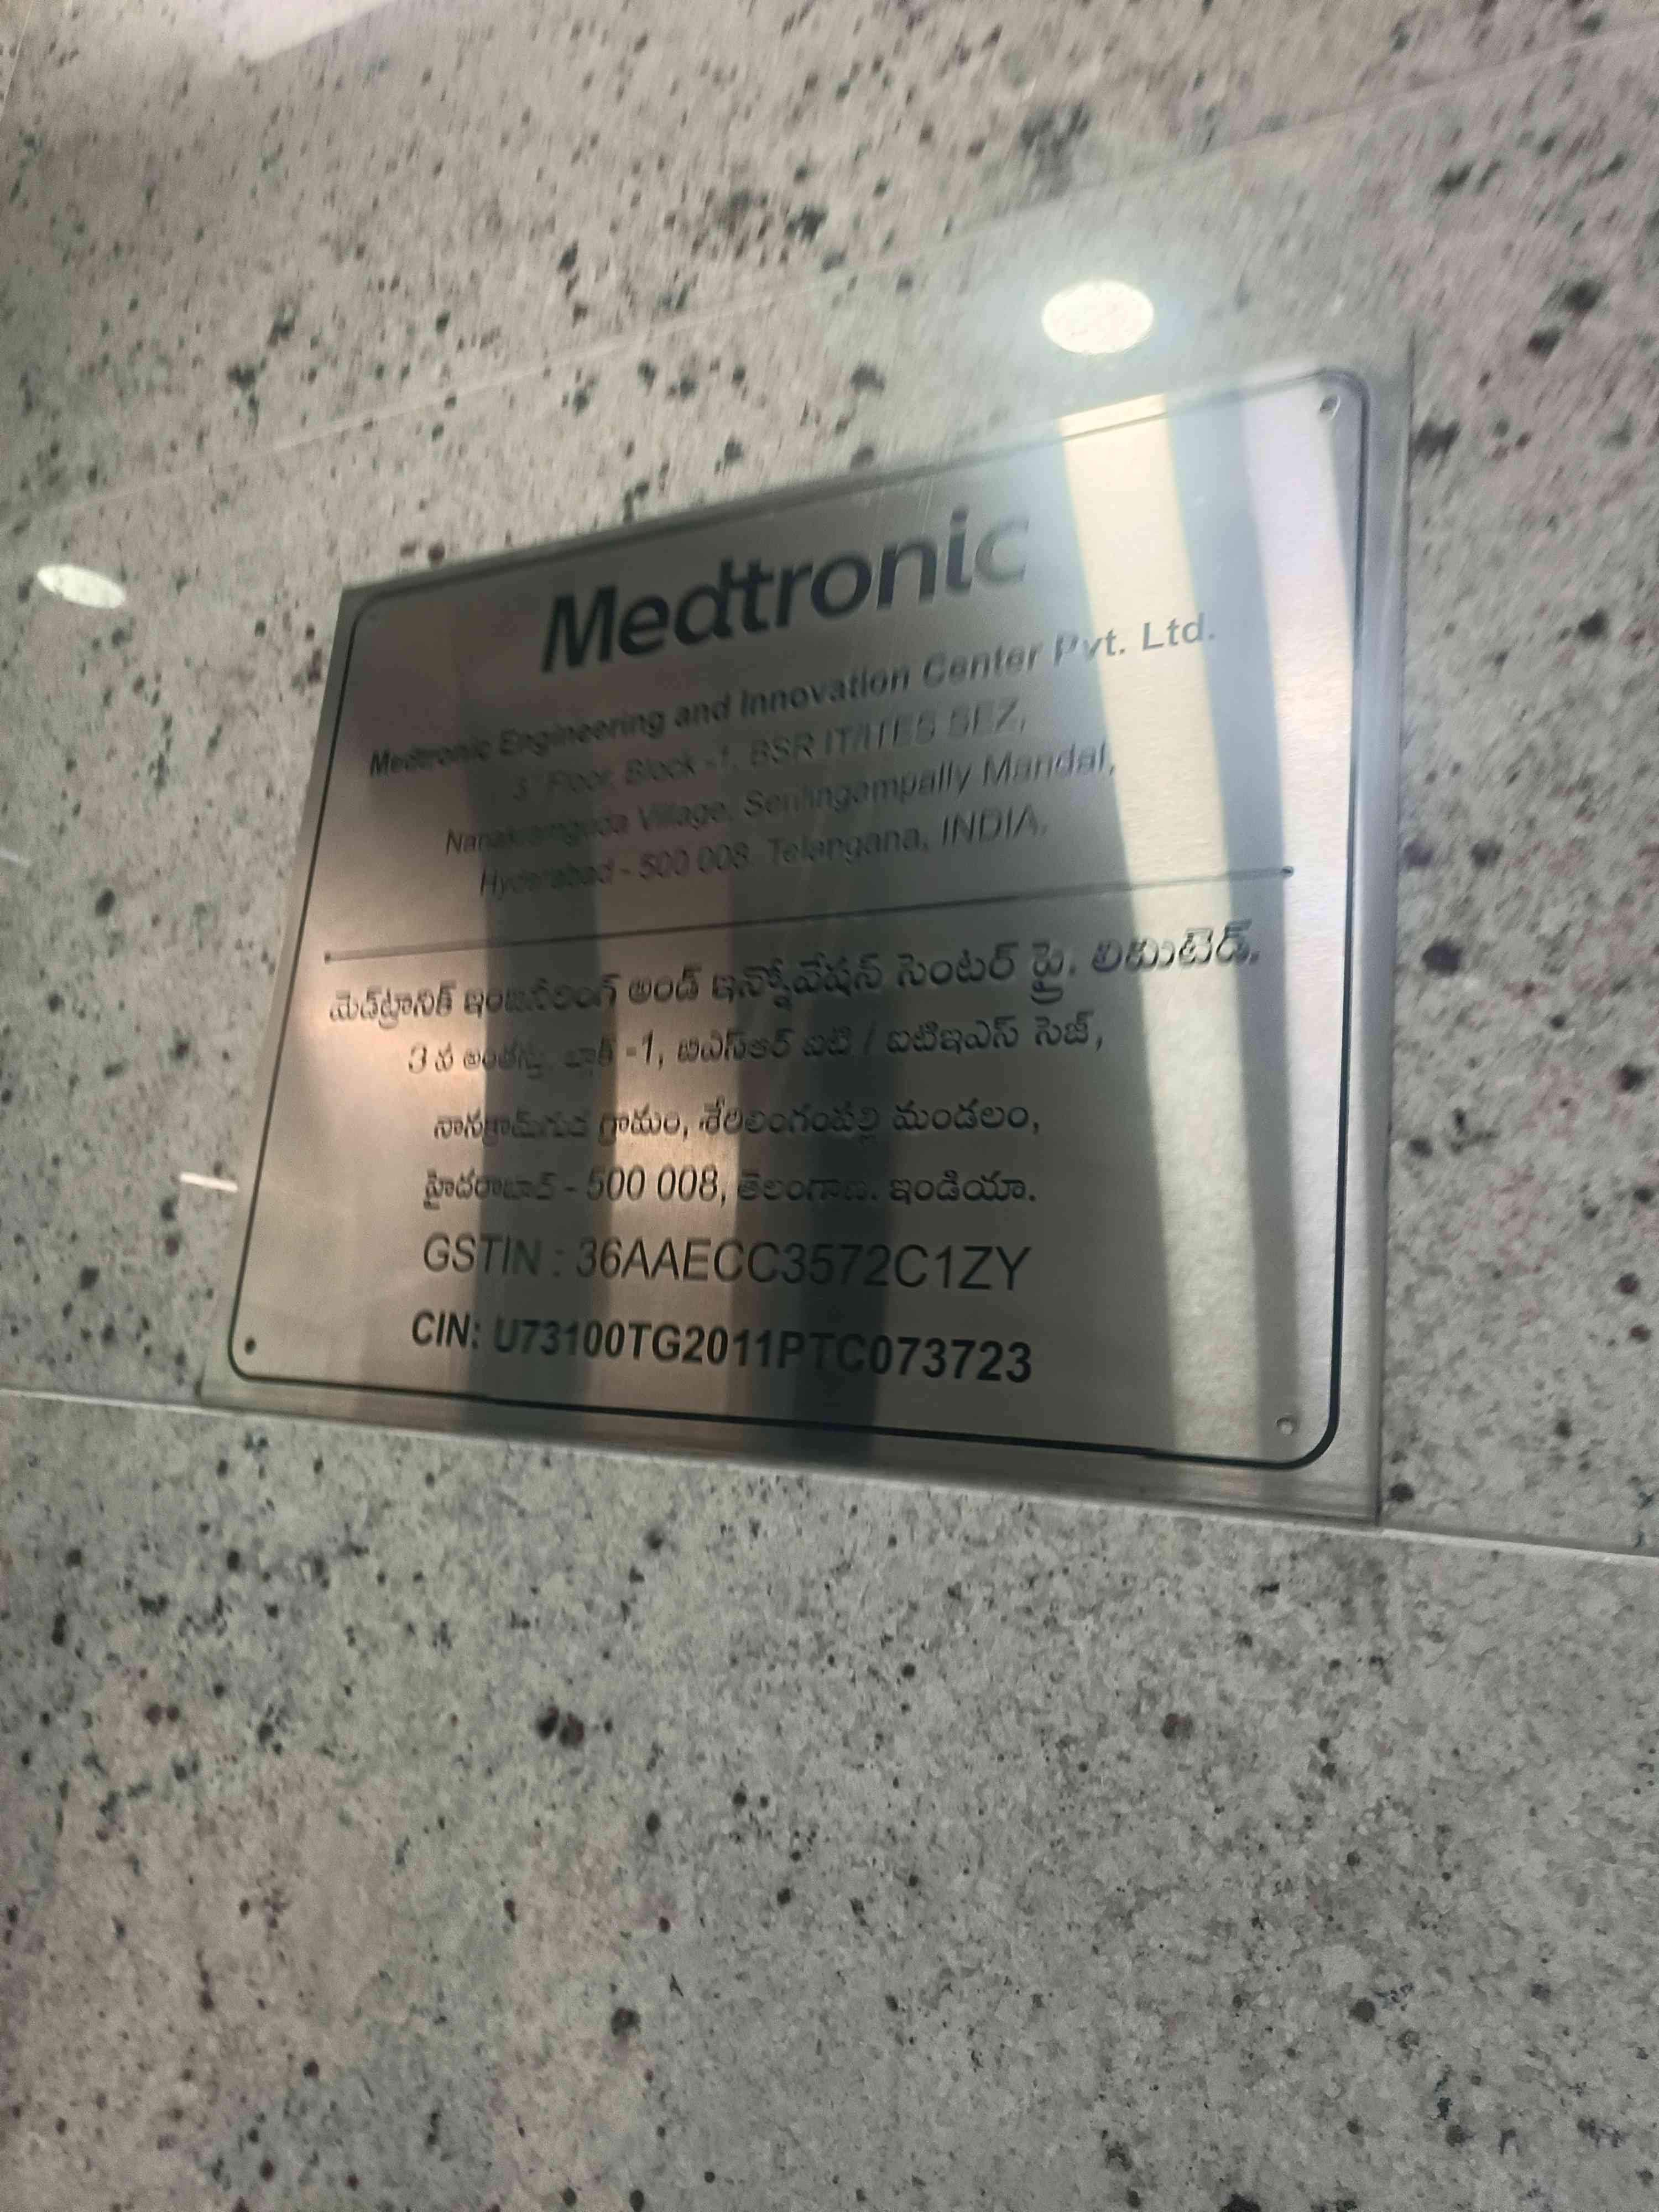 Medtronic
Medtronic Engineering and Innovation Center Pvt. Ltd.
3 Floor, Block -1, BSR IT/ITES SEZ,
Nanakramguda Village, Serilingampally Mandal,
Hyderabad - 500 008. Telangana, INDIA.
మెడ్‌ట్రానిక్ ఇంజనీరింగ్ అండ్ ఇన్నోవేషన్ సెంటర్ ప్రై. లిమిటెడ్.
3 వ అంతస్తు, బ్లాక్ -1, బిఎస్ఆర్ ఐటి / ఐటిఇఎస్ సెజ్,
నానక్రామ్‌గుడ గ్రామం, శేరిలింగంపల్లి మండలం,
హైదరాబాద్ - 500 008, తెలంగాణ. ఇండియా.
GSTIN : 36AAECC3572C1ZY
CIN: U73100TG2011PTC073723